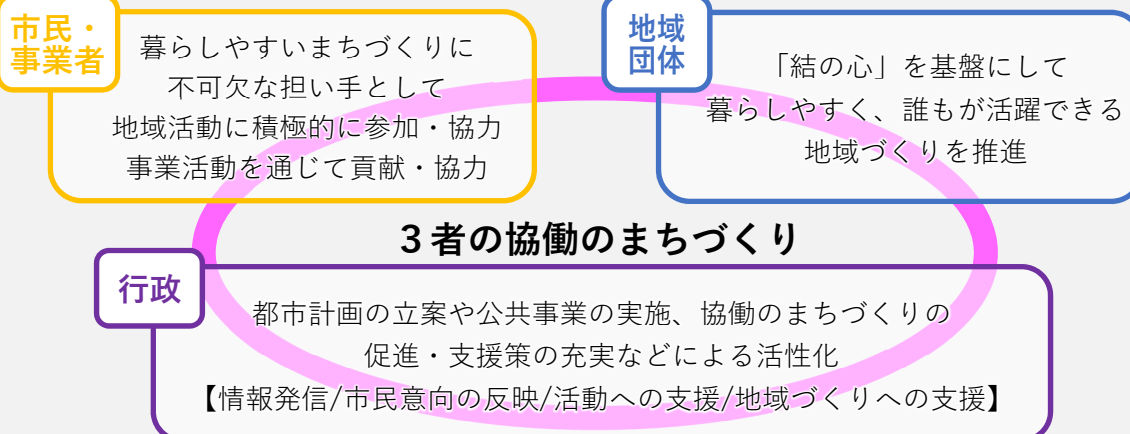 市民・
事業者
暮らしやすいまちづくりに
不可欠な担い手として
地域活動に積極的に参加・協力
事業活動を通じて貢献・協力
地域
団体
「結の心」を基盤にして
暮らしやすく、誰もが活躍できる
地域づくりを推進
３者の協働のまちづくり
行政
都市計画の立案や公共事業の実施、協働のまちづくりの
促進・支援策の充実などによる活性化
【情報発信/市民意向の反映/活動への支援/地域づくりへの支援】